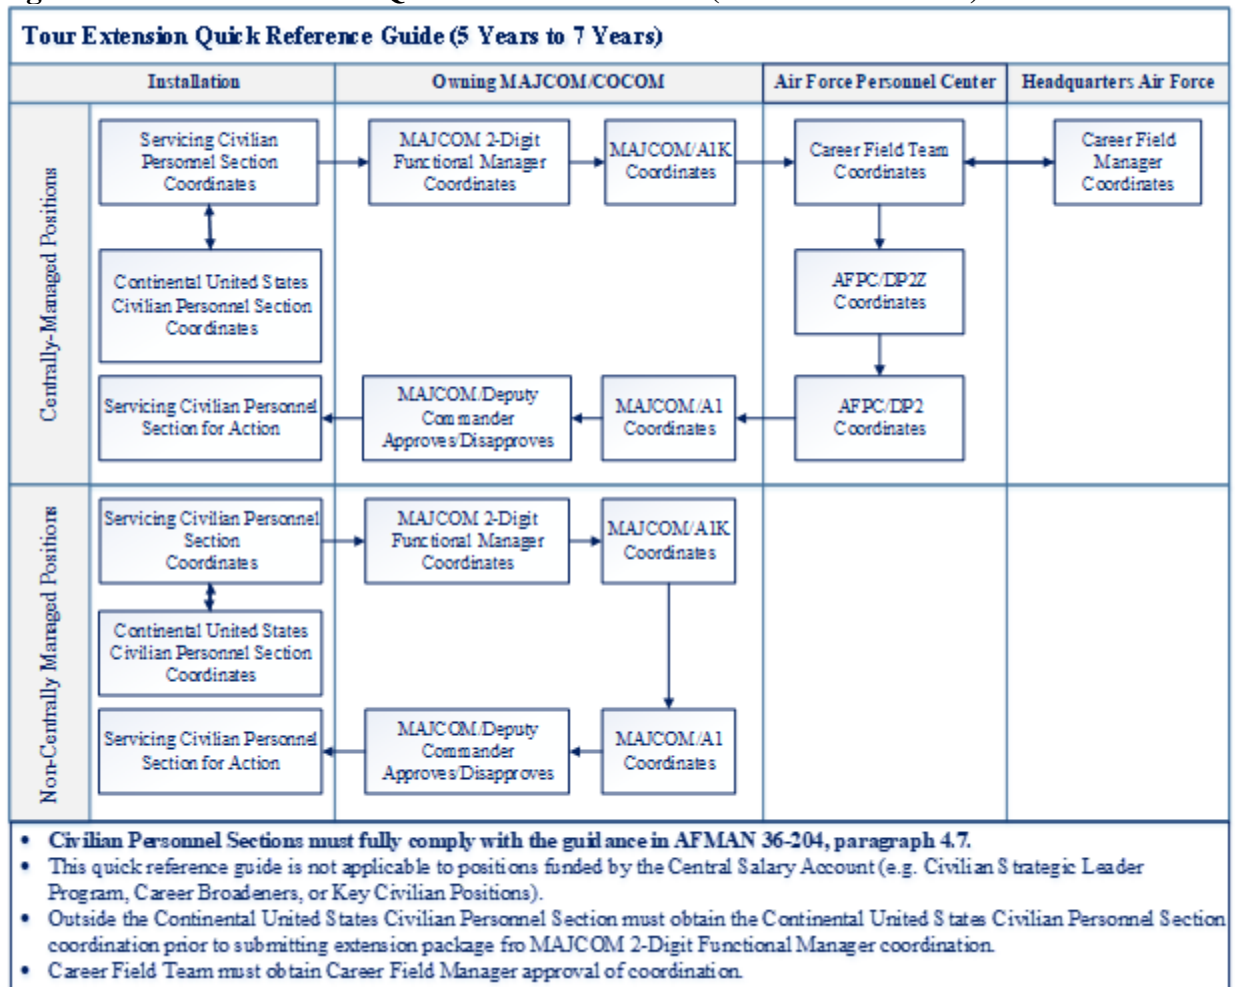 Tour Extension Quick Reference Guide (5 Years to 7 Years)
Installation
Owning MAJCOM/COCOM
Air Force Personnel Center
Headquarters Air Force
Centrally-Managed Positions
Servicing Civilian
Personnel Section
Coordinates
MAJCOM 2-Digit
Functional Manager
Coordinates
MAJCOM/A1K
Coordinates
Career Field Team
Coordinates
Career Field
Manager
Coordinates
Continental United States
Civilian Personnel Section
Coordinates
AFPC/DP2Z
Coordinates
Servicing Civilian Personnel
Section for Action
MAJCOM/Deputy
Commander
Approves/Disapproves
MAJCOM/A1
Coordinates
AFPC/DP2
Coordinates
Non-Centrally Managed Positions
Servicing Civilian Personnel
Section
Coordinates
MAJCOM 2-Digit
Functional Manager
Coordinates
MAJCOM/A1K
Coordinates
Continental United States
Civilian Personnel Section
Coordinates
Servicing Civilian Personnel
Section for Action
MAJCOM/Deputy
Commander
Approves/Disapproves
MAJCOM/A1
Coordinates
• Civilian Personnel Sections must fully comply with the guidance in AFMAN 36-204, paragraph 4.7.
• This quick reference guide is not applicable to positions funded by the Central Salary Account (e.g. Civilian Strategic Leader
Program, Career Broadeners, or Key Civilian Positions).
• Outside the Continental United States Civilian Personnel Section must obtain the Continental United States Civilian Personnel Section
coordination prior to submitting extension package fro MAJCOM 2-Digit Functional Manager coordination.
• Career Field Team must obtain Career Field Manager approval of coordination.